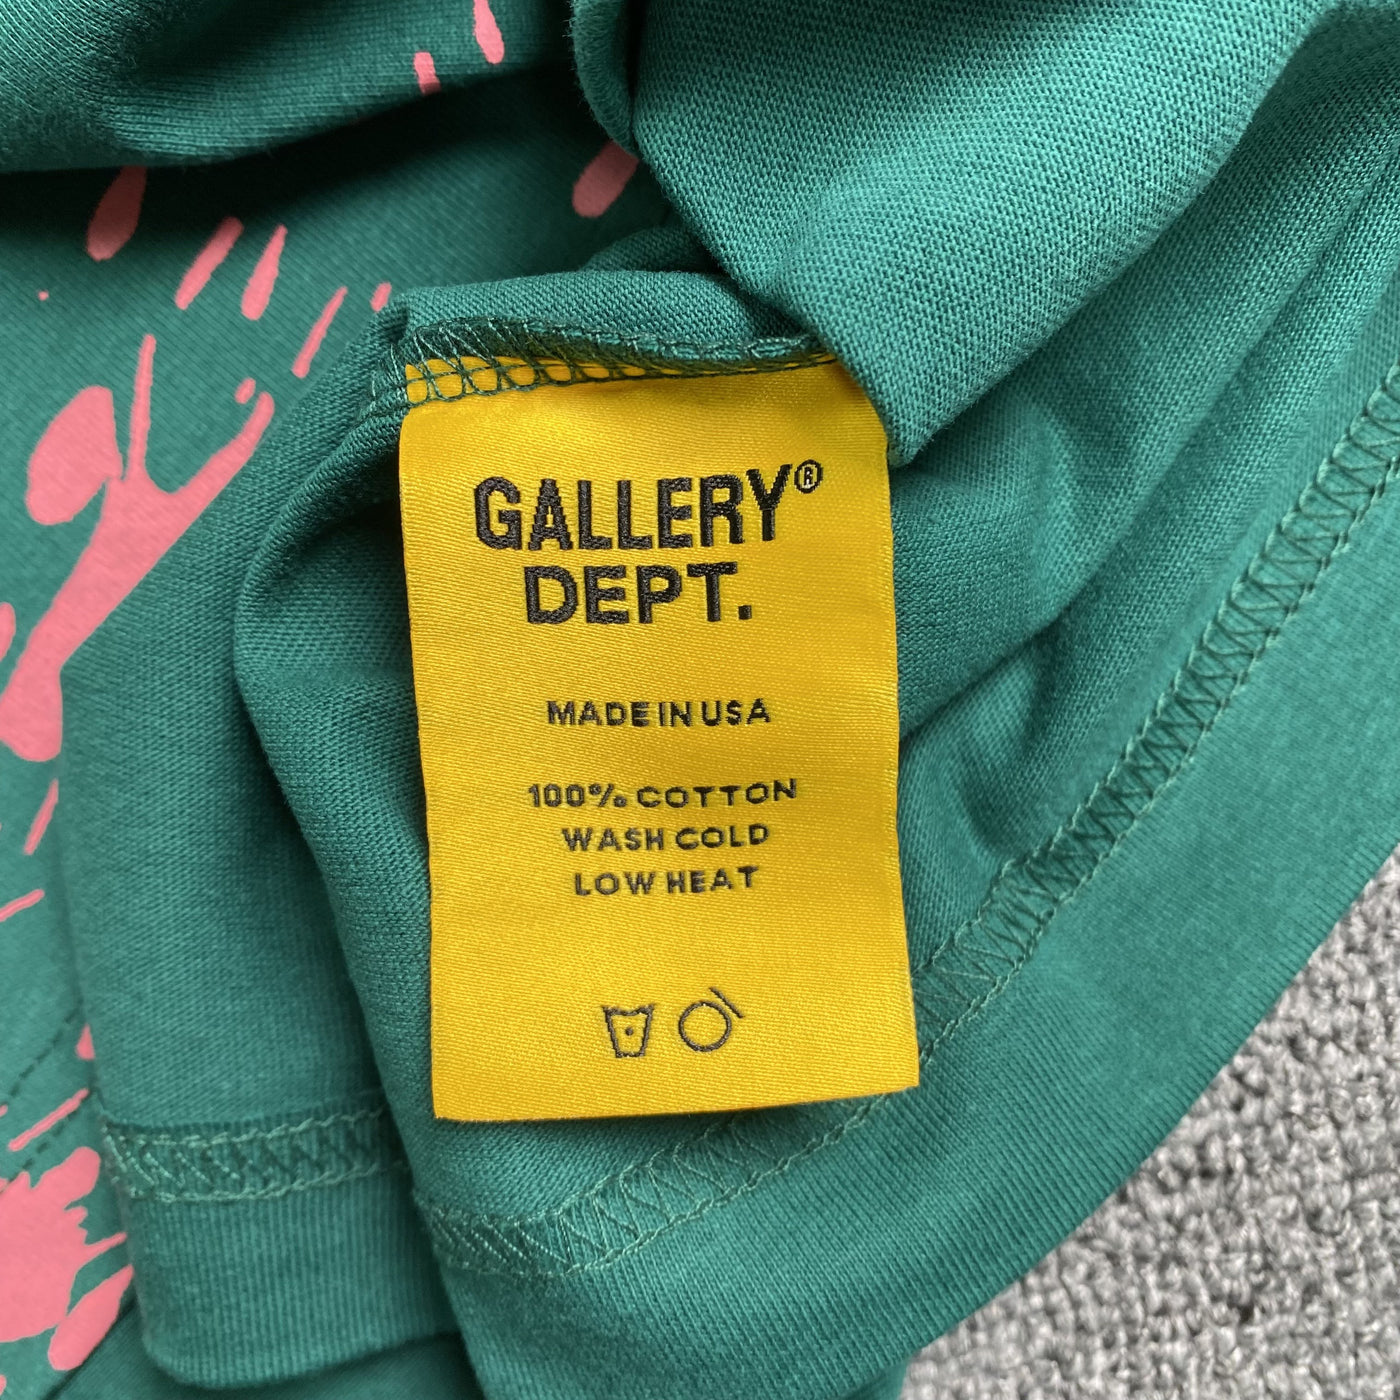 GALLERY®
DEPT.
MADE IN USA
100% COTTON
WASH COLD
LOW HEAT